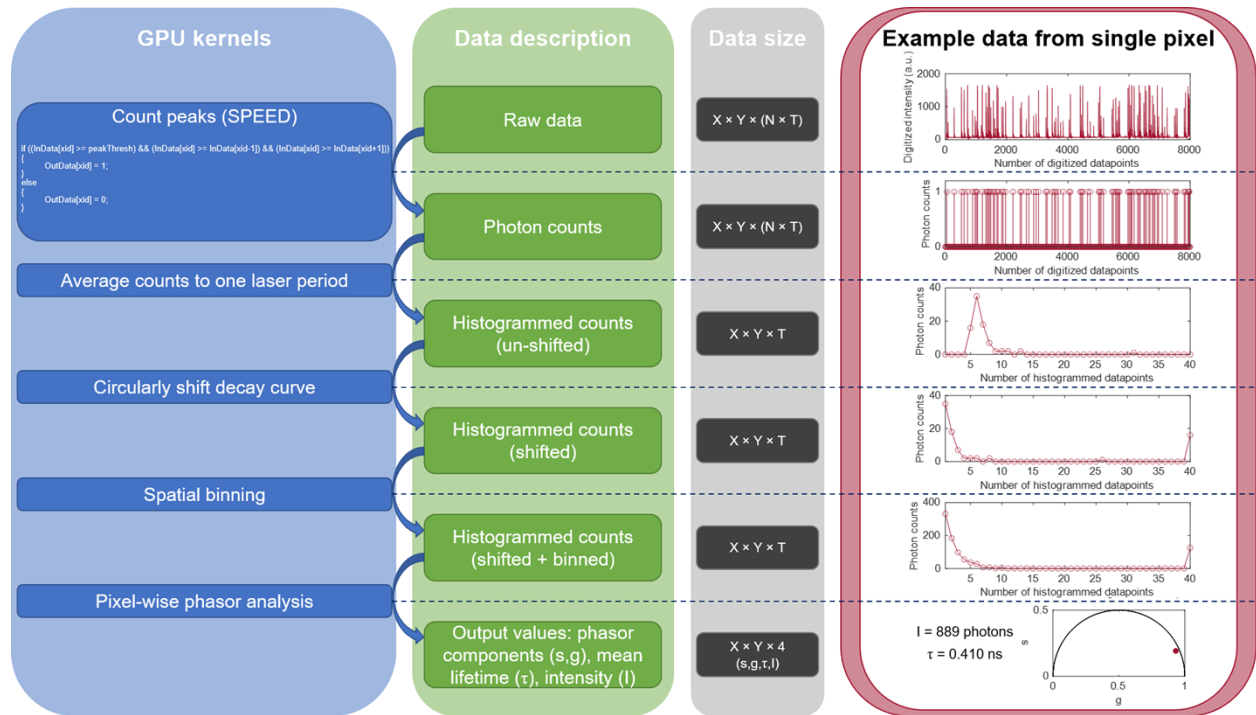 GPU kernels
Data description
Data size
Example data from single pixel
Count peaks (SPEED)
if ((InData[xid] >= peakThresh) && (InData[xid] >= InData[xid-1]) && (InData[xid] >= InData[xid+1]))
{
OutData[xid] = 1;
}
else
{
OutData[xid] = 0;
}
Raw data
X × Y × (N × T)
Digitized intensity (a.u.)
2000
1000
0
0 2000 4000 6000 8000
Number of digitized datapoints
Photon counts
X × Y × (N × T)
Photon counts
1
0
0 2000 4000 6000 8000
Number of digitized datapoints
Average counts to one laser period
Histogrammed counts
(un-shifted)
X × Y × T
Photon counts
40
20
0
5 10 15 20 25 30 35 40
Number of histogrammed datapoints
Circularly shift decay curve
Histogrammed counts
(shifted)
X × Y × T
Photon counts
40
20
0
5 10 15 20 25 30 35 40
Number of histogrammed datapoints
Spatial binning
Histogrammed counts
(shifted + binned)
X × Y × T
Photon counts
400
200
0
5 10 15 20 25 30 35 40
Number of histogrammed datapoints
Pixel-wise phasor analysis
Output values: phasor
components (s,g), mean
lifetime (τ), intensity (I)
X × Y × 4
(s,g,τ,I)
I = 889 photons
τ = 0.410 ns
s
0.5
0
0 0.5 1
g